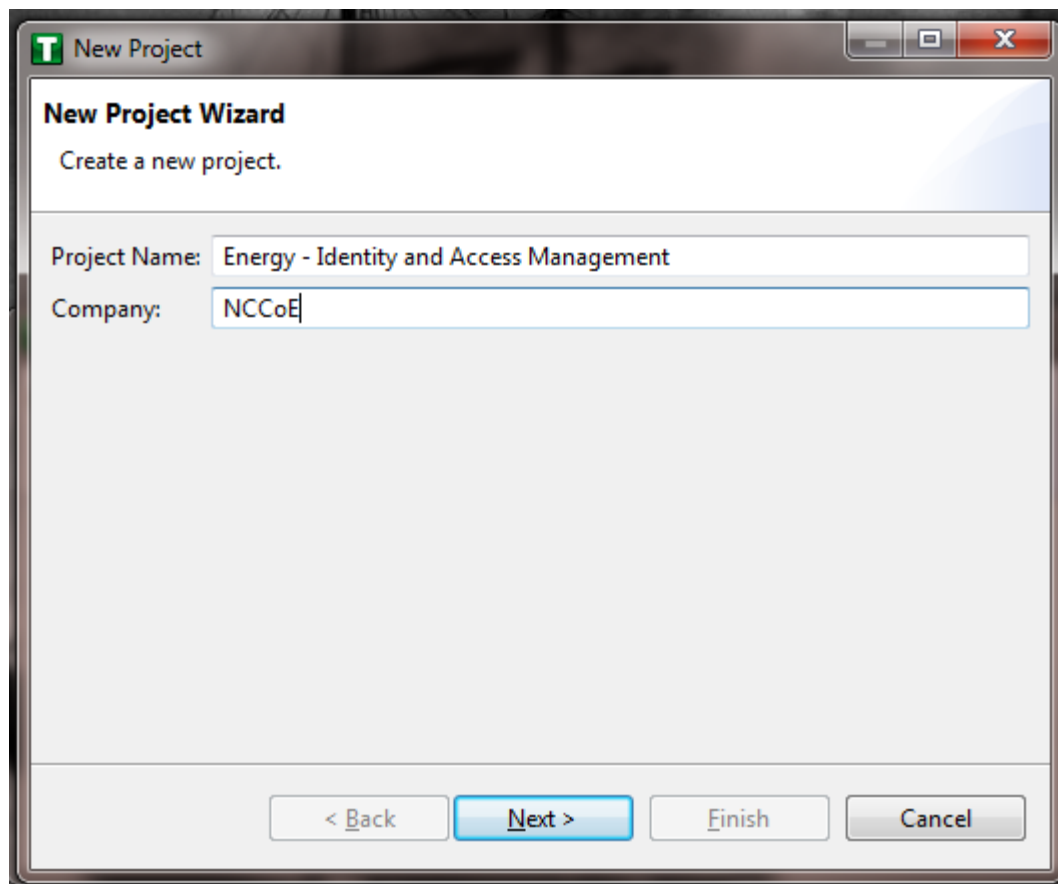 T New Project
New Project Wizard
Create a new project.
Project Name: Energy - Identity and Access Management
Company: NCCoE
< Back Next > Finish Cancel